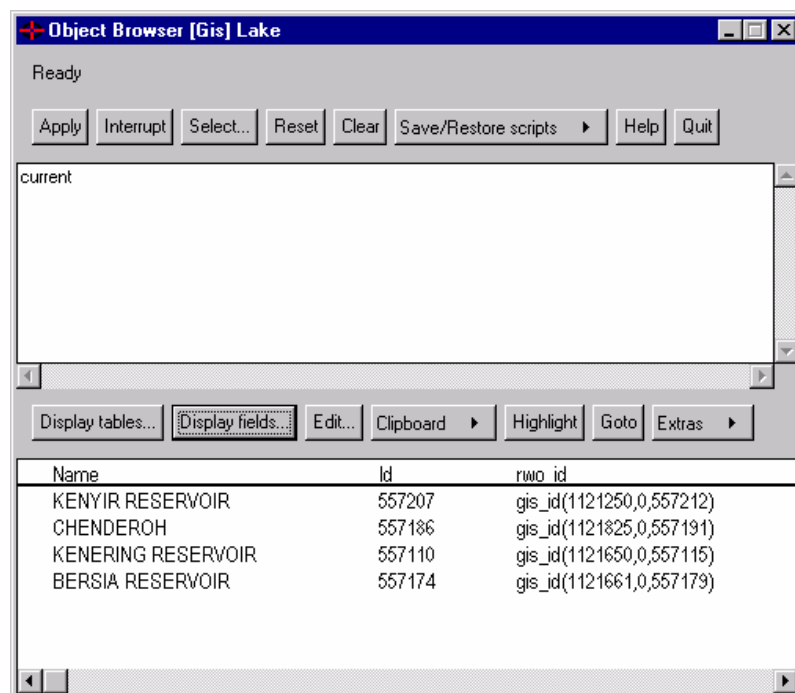 Object Browser [Gis] Lake
Ready
Apply Interrupt Select... Reset Clear Save/Restore scripts Help Quit
current
Display tables... Display fields... Edit... Clipboard Highlight Goto Extras
Name Id rwo_id
KENYIR RESERVOIR 557207 gis_id(1121250,0,557212)
CHENDEROH 557186 gis_id(1121825,0,557191)
KENERING RESERVOIR 557110 gis_id(1121650,0,557115)
BERSIA RESERVOIR 557174 gis_id(1121661,0,557179)